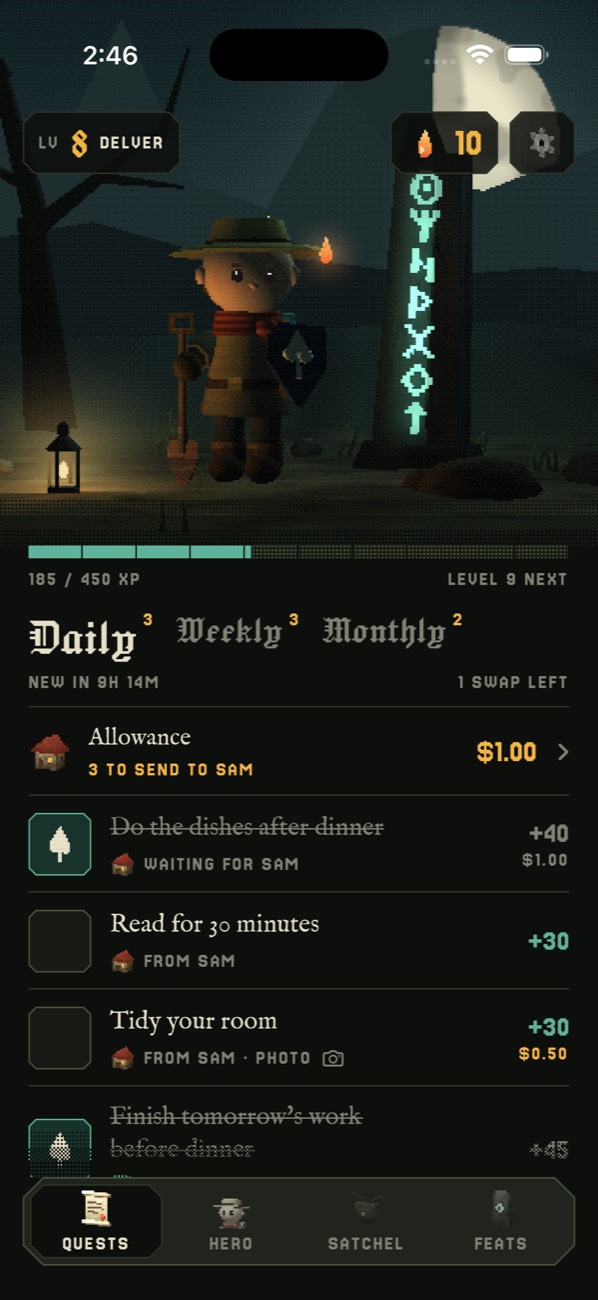 2:46
LV 8 DELVER
10
185 / 450 XP
LEVEL 9 NEXT
Daily 3 Weekly 3 Monthly 2
NEW IN 9H 14M
1 SWAP LEFT
Allowance
$1.00
3 TO SEND TO SAM
Do the dishes after dinner
+40
WAITING FOR SAM
$1.00
Read for 30 minutes
+30
FROM SAM
Tidy your room
+30
FROM SAM · PHOTO
$0.50
Finish tomorrow's work
before dinner
+45
QUESTS HERO SATCHEL FEATS